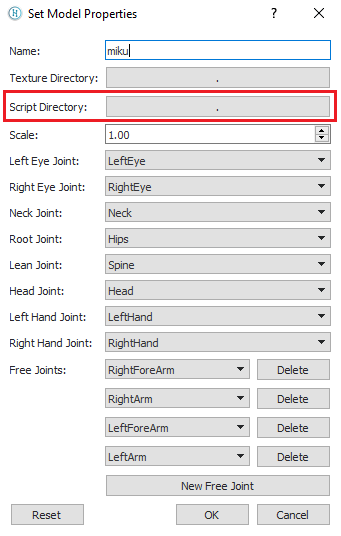 Set Model Properties
Name: miku
Texture Directory: .
Script Directory: .
Scale: 1.00
Left Eye Joint: LeftEye
Right Eye Joint: RightEye
Neck Joint: Neck
Root Joint: Hips
Lean Joint: Spine
Head Joint: Head
Left Hand Joint: LeftHand
Right Hand Joint: RightHand
Free Joints: RightForeArm Delete
RightArm Delete
LeftForeArm Delete
LeftArm Delete
New Free Joint
Reset OK Cancel